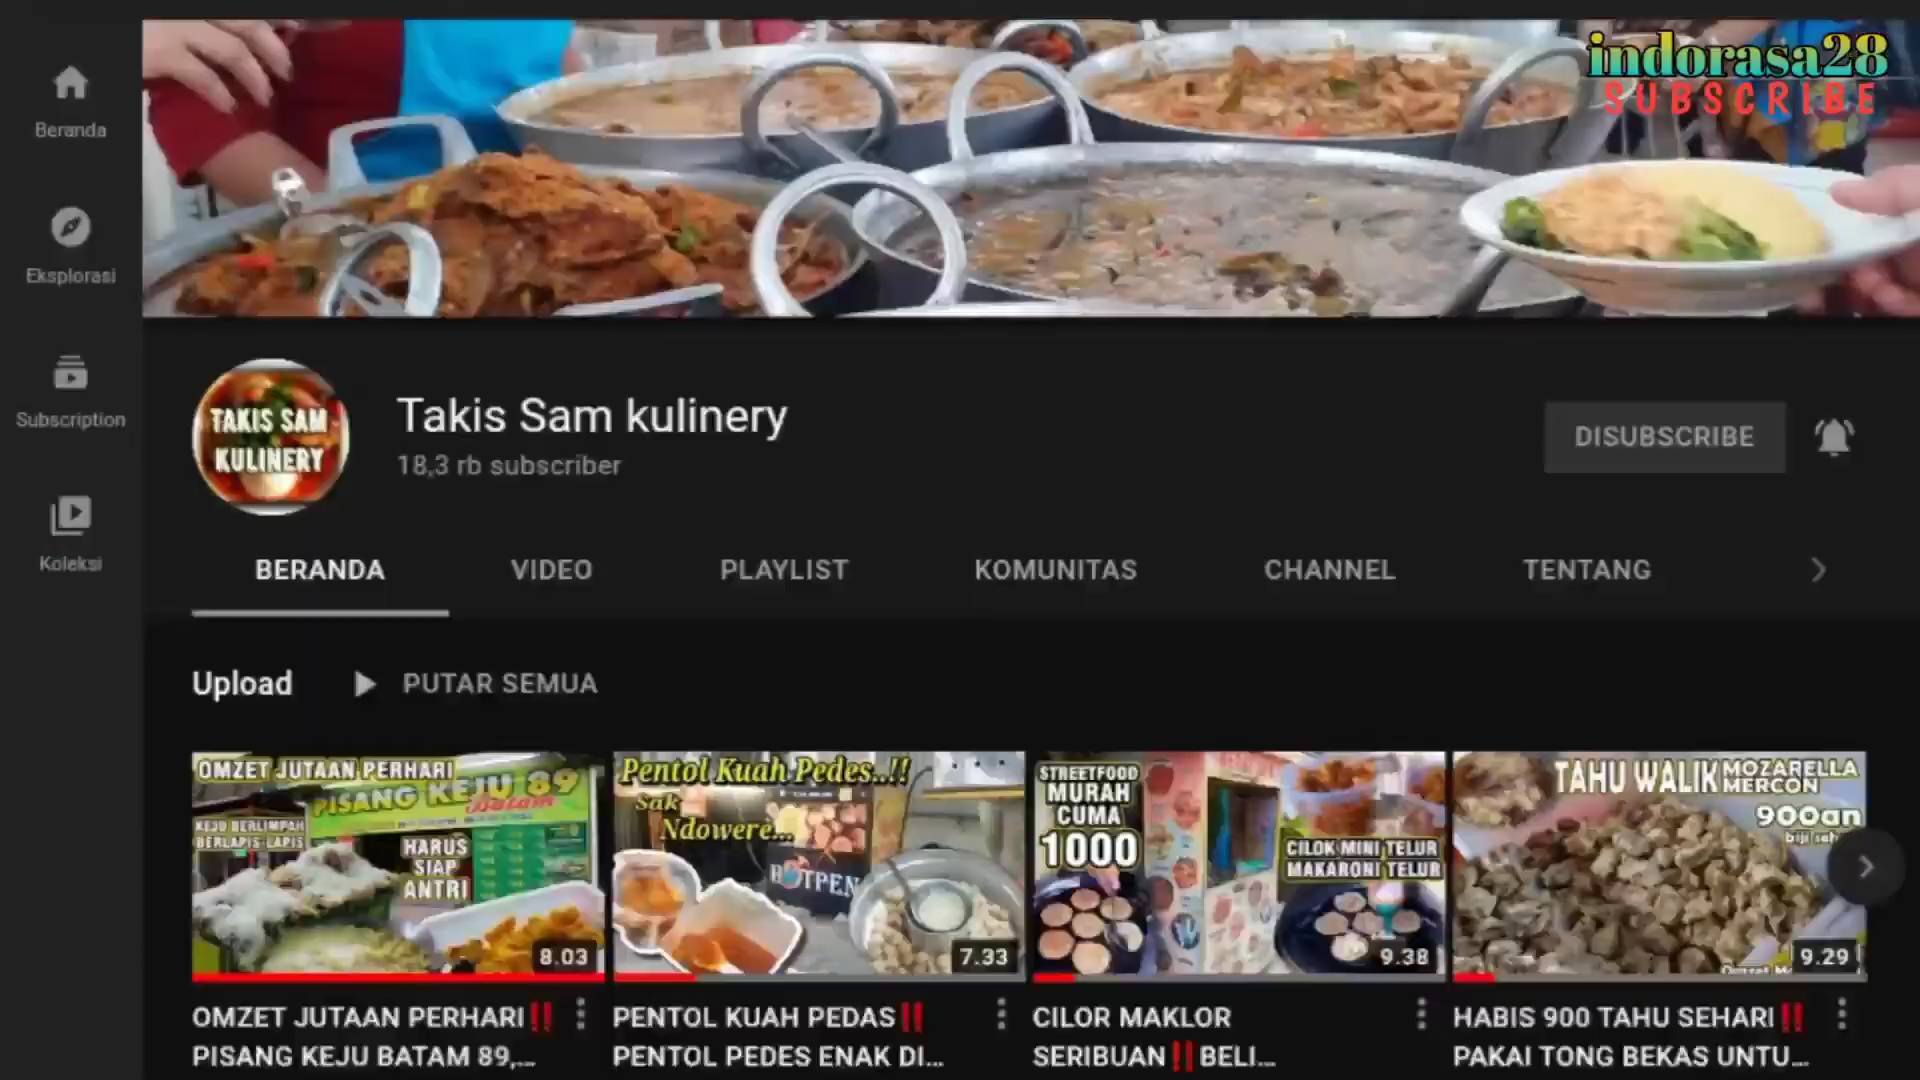 indorasa28
SUBSCRIBE
Beranda
Eksplorasi
Subscription
Koleksi
TAKIS SAM
KULINERY
Takis Sam kulinery
18,3 rb subscriber
DISUBSCRIBE
BERANDA
VIDEO
PLAYLIST
KOMUNITAS
CHANNEL
TENTANG
Upload
PUTAR SEMUA
OMZET JUTAAN PERHARI
PISANG KEJU 89
Batam
KEJU BERLIMPAH
BERLAPIS-LAPIS
HARUS
SIAP
ANTRI
8.03
OMZET JUTAAN PERHARI‼️
PISANG KEJU BATAM 89,...
Pentol Kuah Pedes..!!
Sak
Ndowere...
HOTPEN
7.33
PENTOL KUAH PEDAS‼️
PENTOL PEDES ENAK DI...
STREETFOOD
MURAH
CUMA
1000
CILOK MINI TELUR
MAKARONI TELUR
9.38
CILOR MAKLOR
SERIBUAN‼️BELI...
TAHU WALIK MOZARELLA
MERCON
900an
biji
9.29
HABIS 900 TAHU SEHARI‼️
PAKAI TONG BEKAS UNTU...